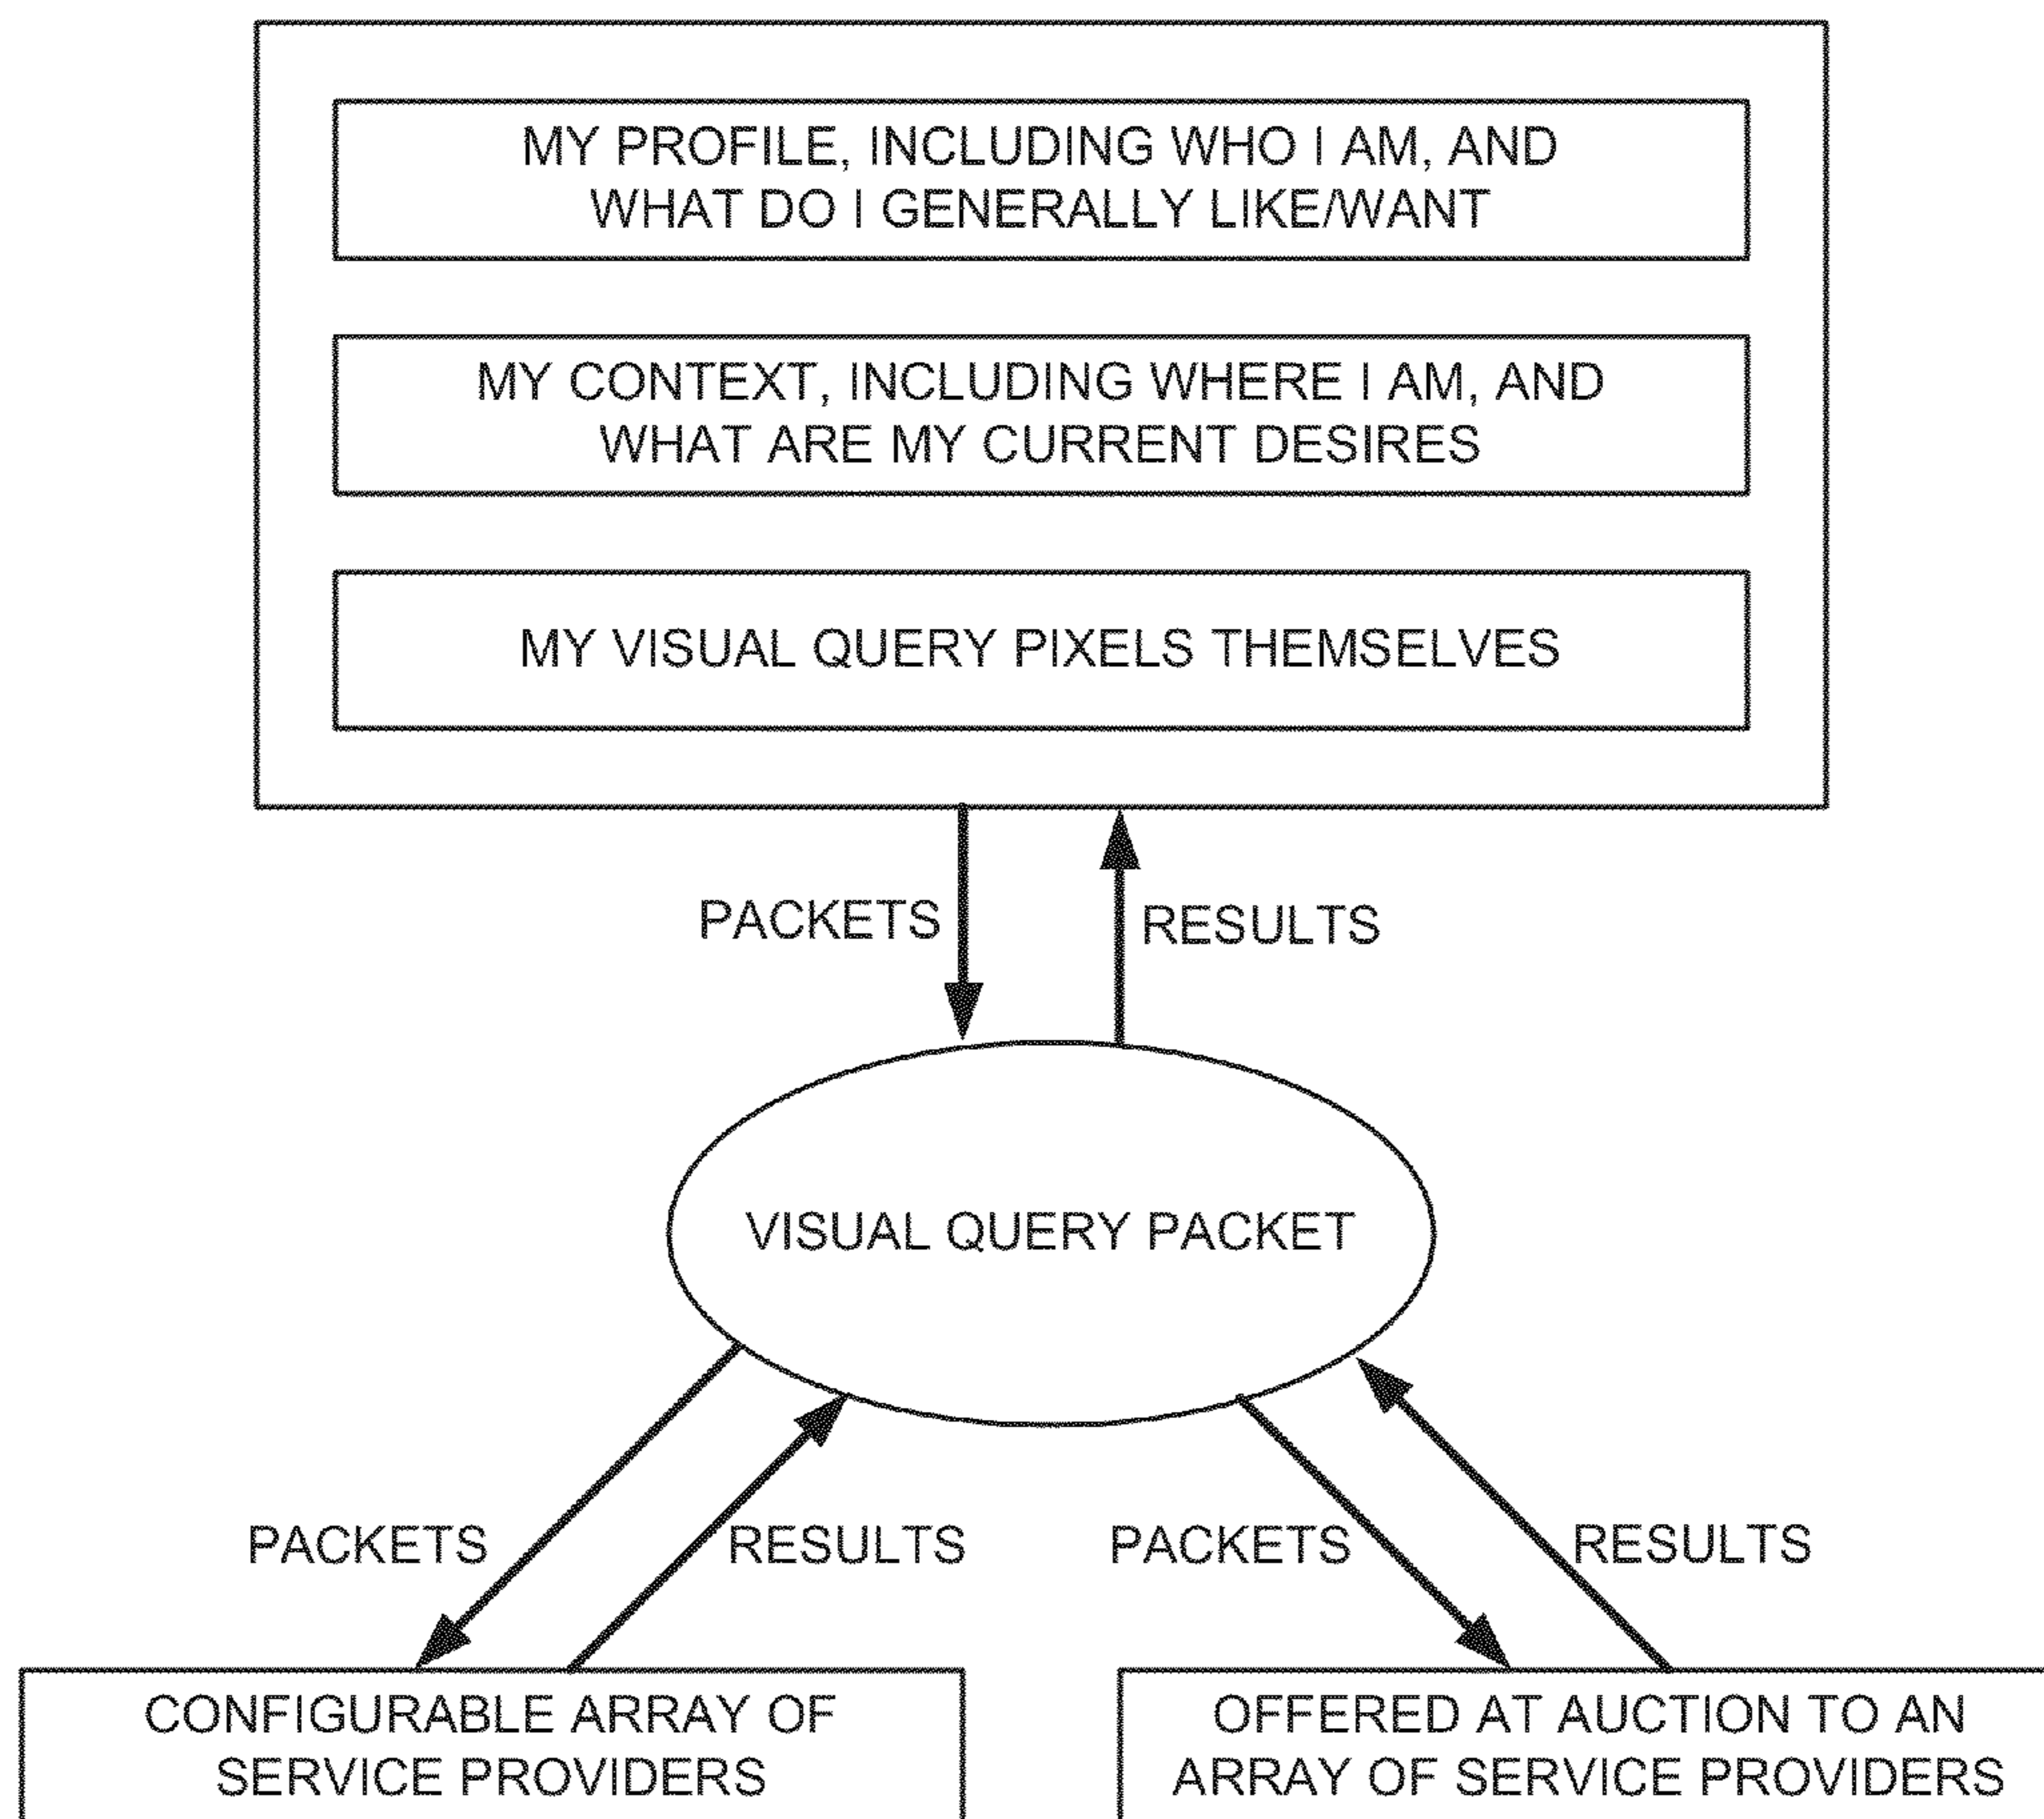 MY PROFILE, INCLUDING WHO I AM, AND
WHAT DO I GENERALLY LIKE/WANT
MY CONTEXT, INCLUDING WHERE I AM, AND
WHAT ARE MY CURRENT DESIRES
MY VISUAL QUERY PIXELS THEMSELVES
PACKETS
RESULTS
VISUAL QUERY PACKET
PACKETS
RESULTS
PACKETS
RESULTS
CONFIGURABLE ARRAY OF
SERVICE PROVIDERS
OFFERED AT AUCTION TO AN
ARRAY OF SERVICE PROVIDERS